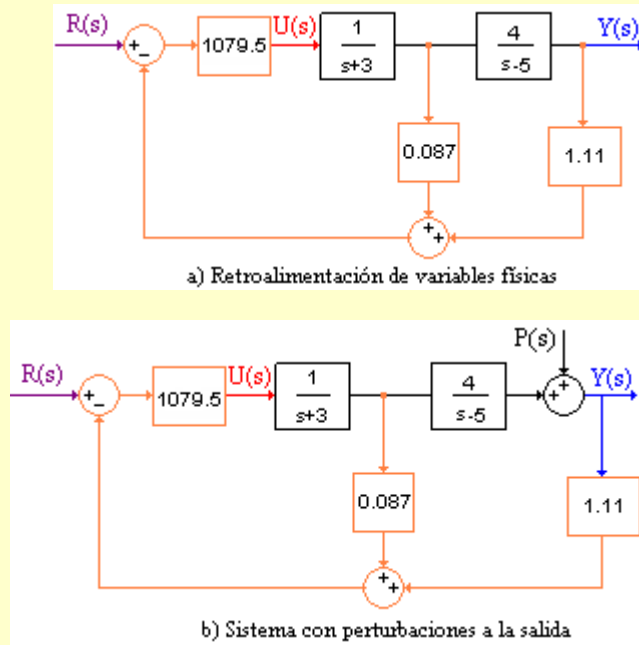 R(s)
+
−
1079.5
U(s)
1
s+3
4
s-5
Y(s)
0.087
1.11
+
+
a) Retroalimentación de variables físicas
P(s)
R(s)
+
−
1079.5
U(s)
1
s+3
4
s-5
+
+
Y(s)
0.087
1.11
+
+
b) Sistema con perturbaciones a la salida